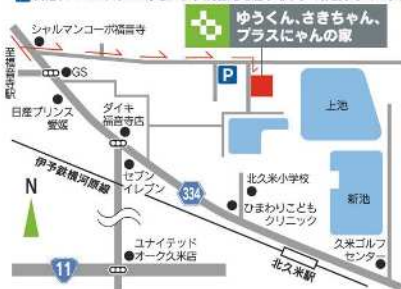 シャルマンコーポ福音寺
ゆうくん、さきちゃん、
プラスにゃんの家
至福音寺駅
GS
P
日産プリンス
愛媛
ダイキ
福音寺店
上池
伊予鉄横河原線
セブン
イレブン
334
北久米小学校
ひまわりこども
クリニック
新池
N
ユナイテッド
オーク久米店
北久米駅
久米ゴルフ
センター
11